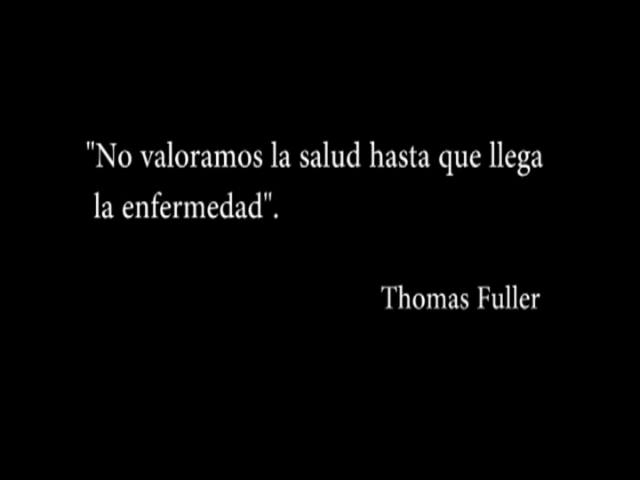 "No valoramos la salud hasta que llega
la enfermedad".
Thomas Fuller